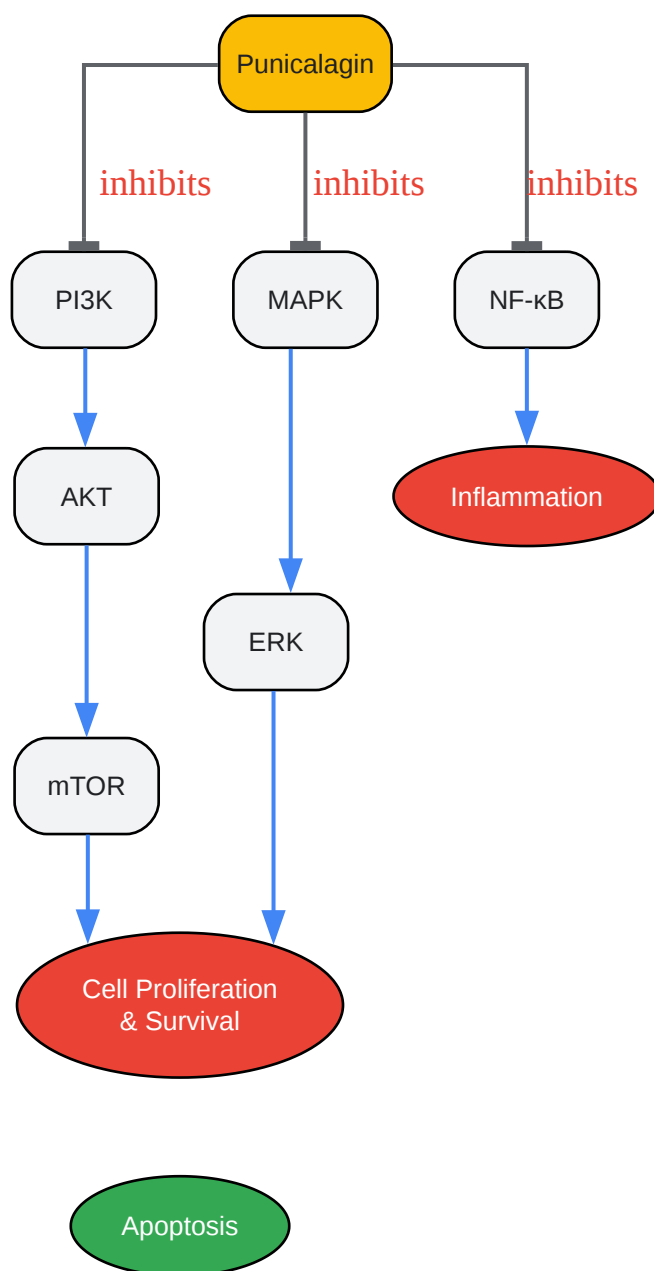 Punicalagin
inhibits inhibits inhibits
PI3K MAPK NF-κB
AKT Inflammation
ERK
mTOR
Cell Proliferation
& Survival
Apoptosis